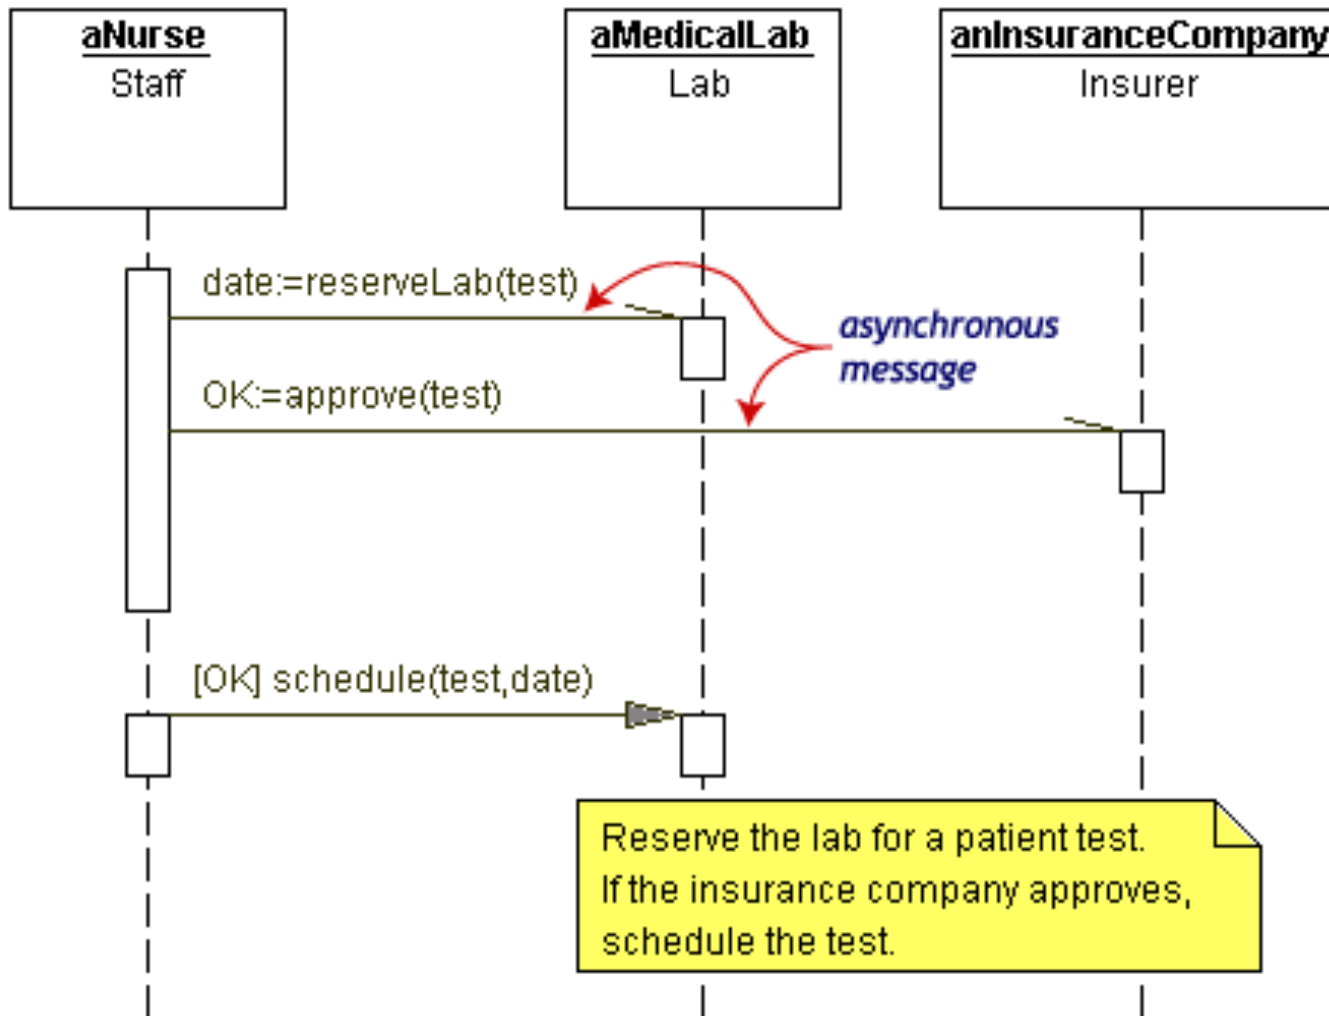 aNurse
Staff
aMedicalLab
Lab
anInsuranceCompany
Insurer
date:=reserveLab(test)
asynchronous
message
OK:=approve(test)
[OK] schedule(test,date)
Reserve the lab for a patient test.
If the insurance company approves,
schedule the test.